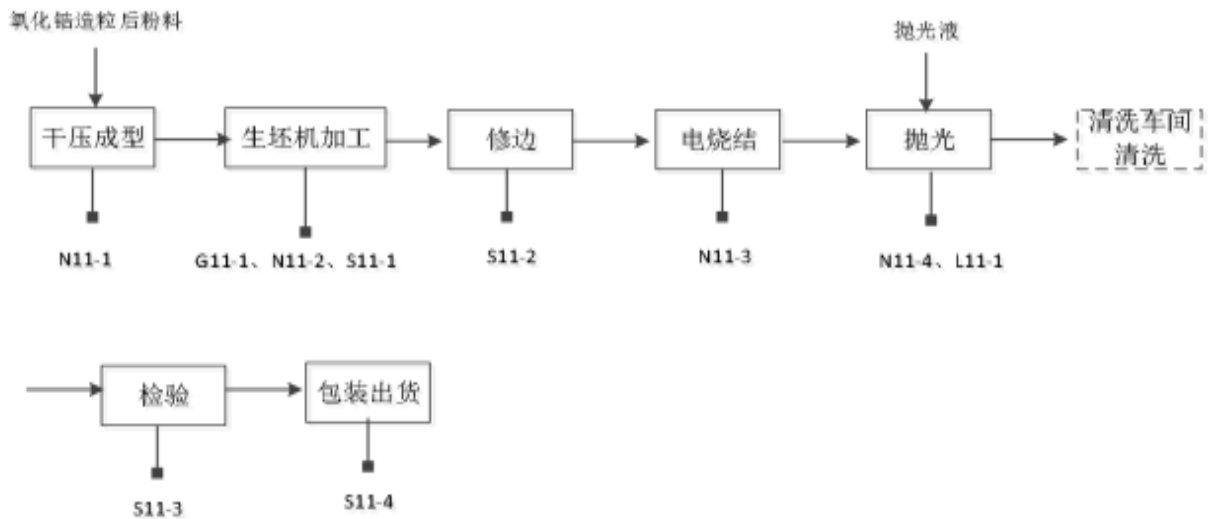 氧化锆造粒后粉料
抛光液
干压成型
生坯机加工
修边
电烧结
抛光
清洗车间
清洗
N11-1
G11-1、N11-2、S11-1
S11-2
N11-3
N11-4、L11-1
检验
包装出货
S11-3
S11-4